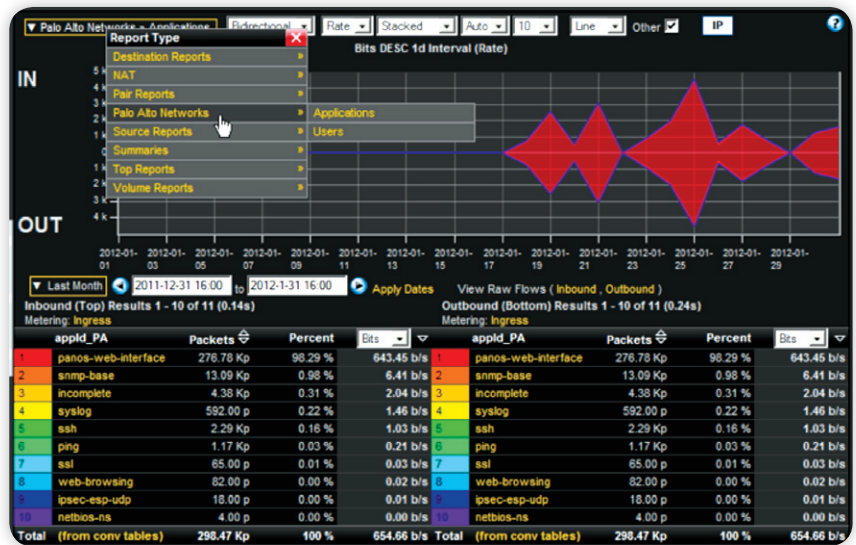 ▼ Palo Alto Networks > Applications Bidirectional Rate Stacked Auto 10 Line Other IP ?
Report Type X
Bits DESC 1d Interval (Rate)
Destination Reports »
NAT »
Pair Reports »
Palo Alto Networks » Applications
Source Reports » Users
Summaries »
Top Reports »
Volume Reports »
IN
5 k
4 k
3 k
2 k
1 k
0
1 k
2 k
3 k
4 k
OUT
2012-01-01 2012-01-03 2012-01-05 2012-01-07 2012-01-09 2012-01-11 2012-01-13 2012-01-15 2012-01-17 2012-01-19 2012-01-21 2012-01-23 2012-01-25 2012-01-27 2012-01-29
▼ Last Month 2011-12-31 16:00 to 2012-1-31 16:00 Apply Dates View Raw Flows ( Inbound , Outbound )
Inbound (Top) Results 1 - 10 of 11 (0.14s) Outbound (Bottom) Results 1 - 10 of 11 (0.24s)
Metering: Ingress Metering: Ingress
appId_PA Packets Percent Bits appId_PA Packets Percent Bits
1 panos-web-interface 276.78 Kp 98.29 % 643.45 b/s 1 panos-web-interface 276.78 Kp 98.29 % 643.45 b/s
2 snmp-base 13.09 Kp 0.98 % 6.41 b/s 2 snmp-base 13.09 Kp 0.98 % 6.41 b/s
3 incomplete 4.38 Kp 0.31 % 2.04 b/s 3 incomplete 4.38 Kp 0.31 % 2.04 b/s
4 syslog 592.00 p 0.22 % 1.46 b/s 4 syslog 592.00 p 0.22 % 1.46 b/s
5 ssh 2.29 Kp 0.16 % 1.03 b/s 5 ssh 2.29 Kp 0.16 % 1.03 b/s
6 ping 1.17 Kp 0.03 % 0.21 b/s 6 ping 1.17 Kp 0.03 % 0.21 b/s
7 ssl 65.00 p 0.01 % 0.03 b/s 7 ssl 65.00 p 0.01 % 0.03 b/s
8 web-browsing 82.00 p 0.00 % 0.02 b/s 8 web-browsing 82.00 p 0.00 % 0.02 b/s
9 ipsec-esp-udp 18.00 p 0.00 % 0.01 b/s 9 ipsec-esp-udp 18.00 p 0.00 % 0.01 b/s
10 netbios-ns 4.00 p 0.00 % 0.00 b/s 10 netbios-ns 4.00 p 0.00 % 0.00 b/s
Total (from conv tables) 298.47 Kp 100 % 654.66 b/s Total (from conv tables) 298.47 Kp 100 % 654.66 b/s